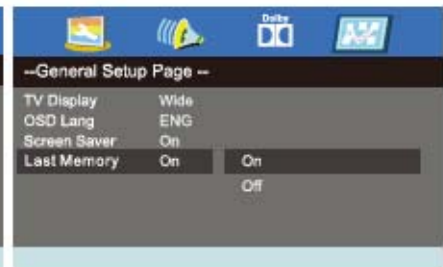 Dolby
--General Setup Page --
TV Display Wide
OSD Lang ENG
Screen Saver On
Last Memory On On
Off